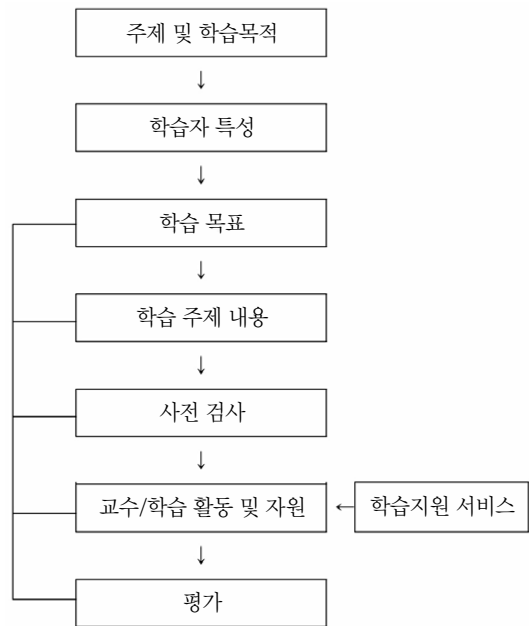 주제 및 학습목적
↓
학습자 특성
↓
학습 목표
↓
학습 주제 내용
↓
사전 검사
↓
교수/학습 활동 및 자원 ← 학습지원 서비스
↓
평가